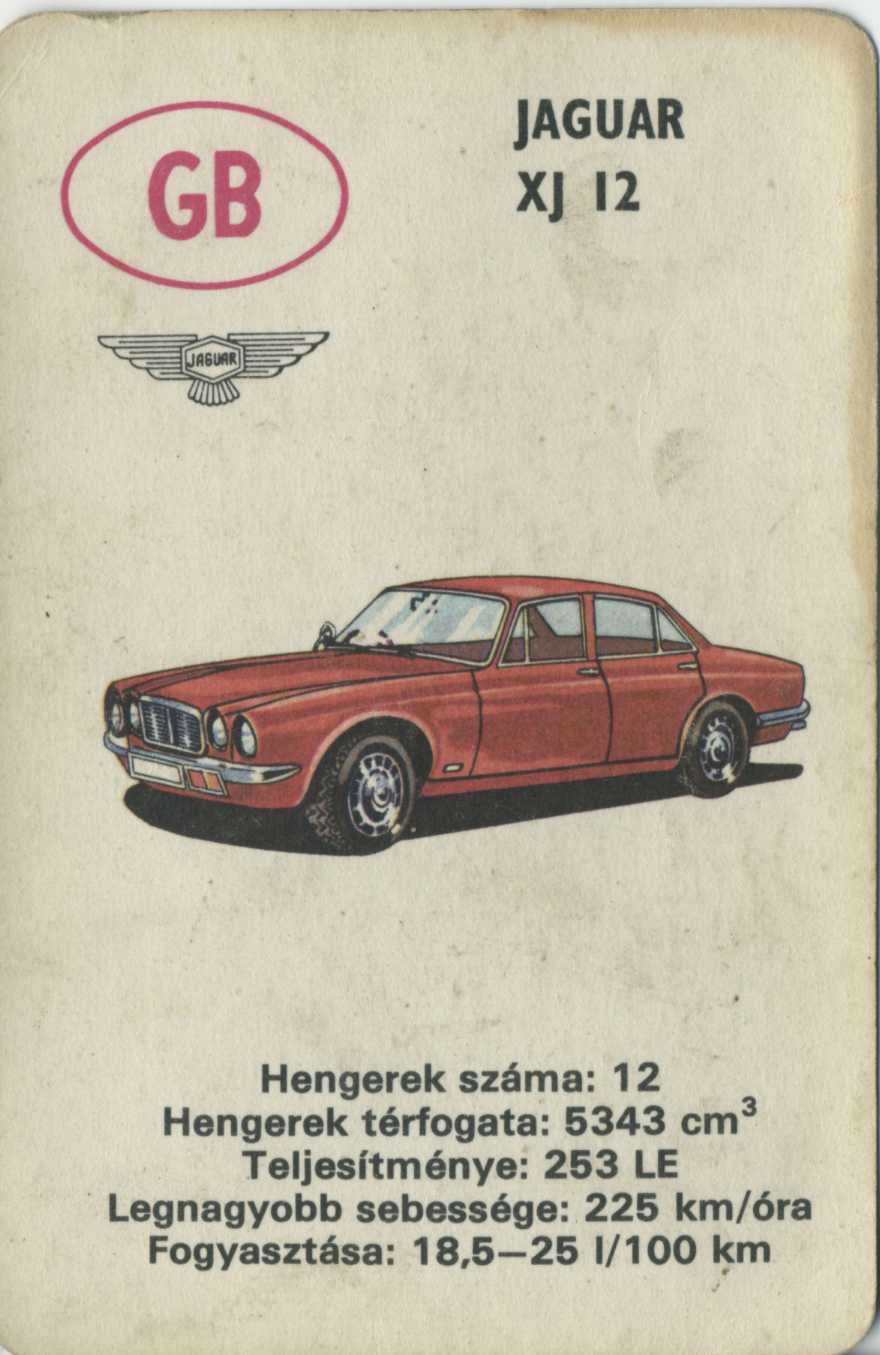 GB
JAGUAR
XJ 12
JAGUAR
Hengerek száma: 12
Hengerek térfogata: 5343 cm³
Teljesítménye: 253 LE
Legnagyobb sebessége: 225 km/óra
Fogyasztása: 18,5—25 l/100 km